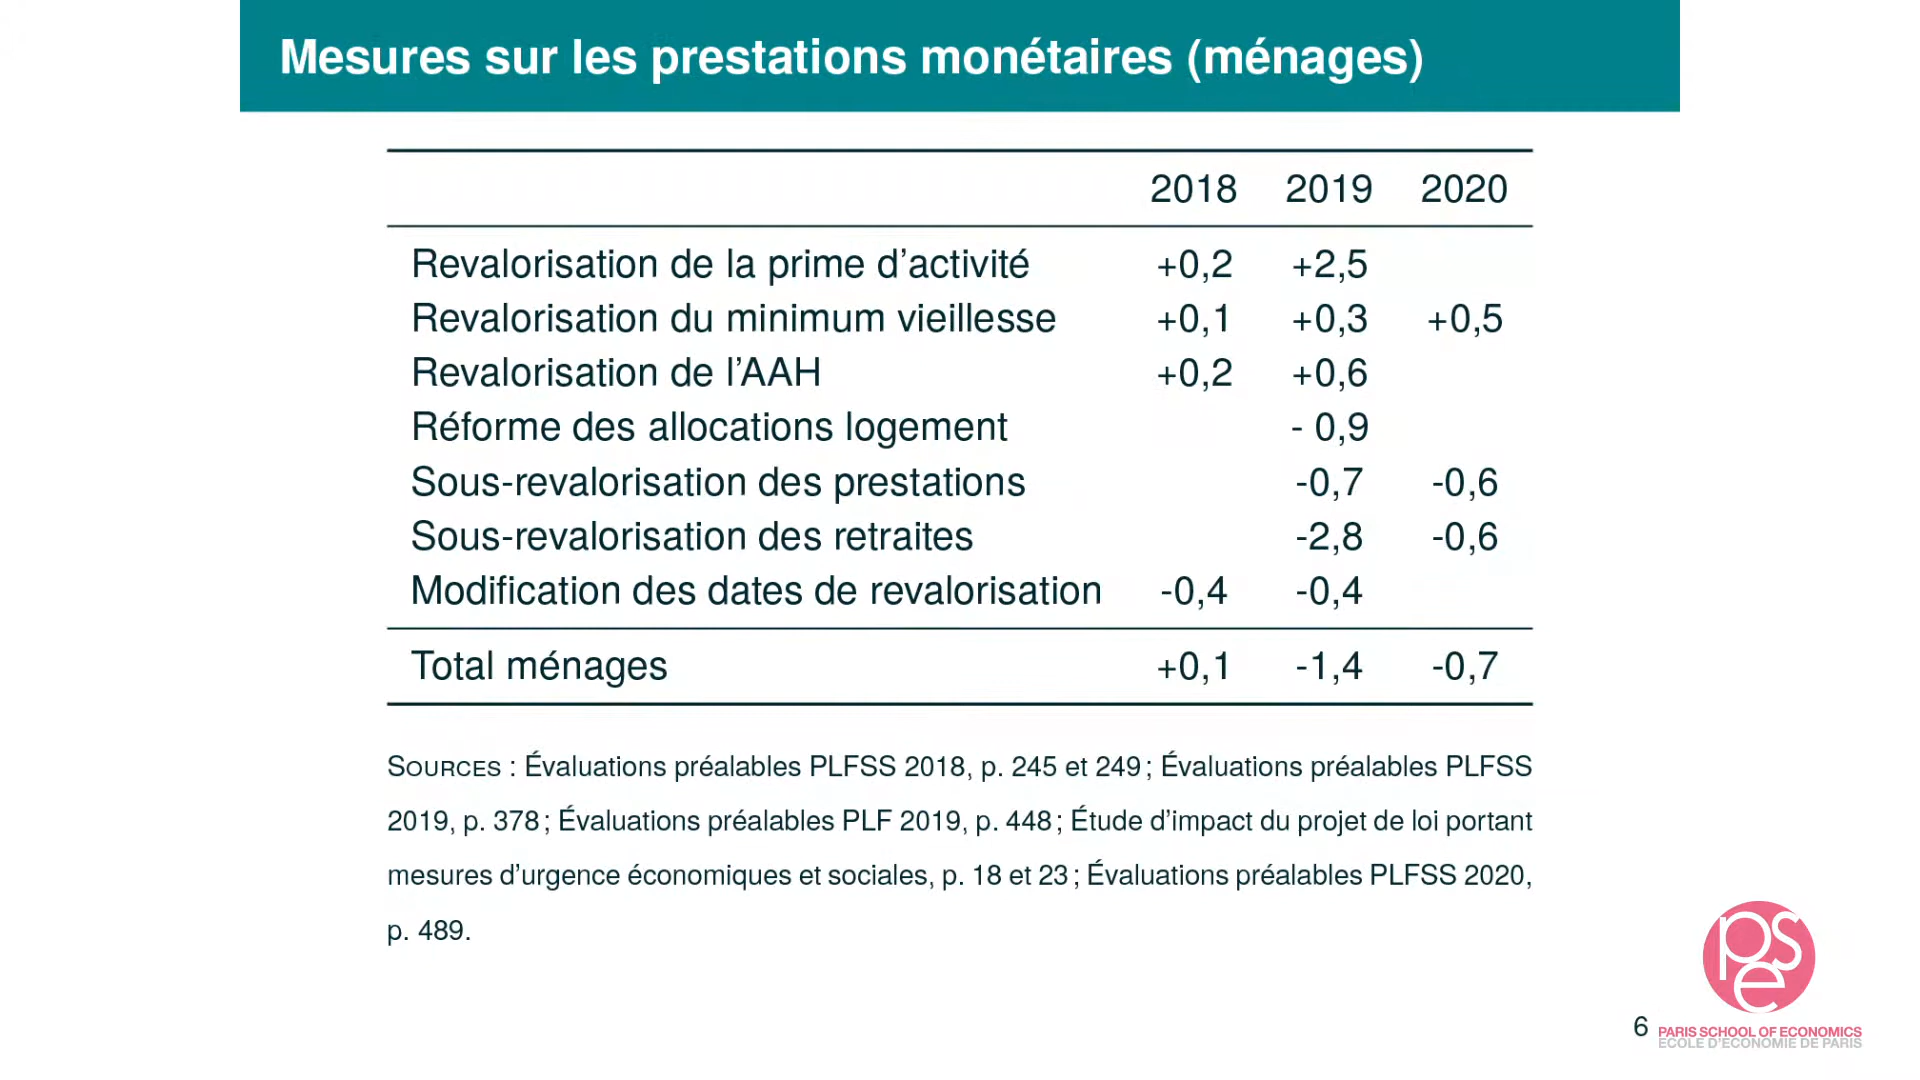 Mesures sur les prestations monétaires (ménages)
2018 2019 2020
Revalorisation de la prime d’activité +0,2 +2,5
Revalorisation du minimum vieillesse +0,1 +0,3 +0,5
Revalorisation de l’AAH +0,2 +0,6
Réforme des allocations logement - 0,9
Sous-revalorisation des prestations -0,7 -0,6
Sous-revalorisation des retraites -2,8 -0,6
Modification des dates de revalorisation -0,4 -0,4
Total ménages +0,1 -1,4 -0,7
SOURCES : Évaluations préalables PLFSS 2018, p. 245 et 249 ; Évaluations préalables PLFSS
2019, p. 378 ; Évaluations préalables PLF 2019, p. 448 ; Étude d’impact du projet de loi portant
mesures d’urgence économiques et sociales, p. 18 et 23 ; Évaluations préalables PLFSS 2020,
p. 489.
pse
6
PARIS SCHOOL OF ECONOMICS
ECOLE D'ECONOMIE DE PARIS